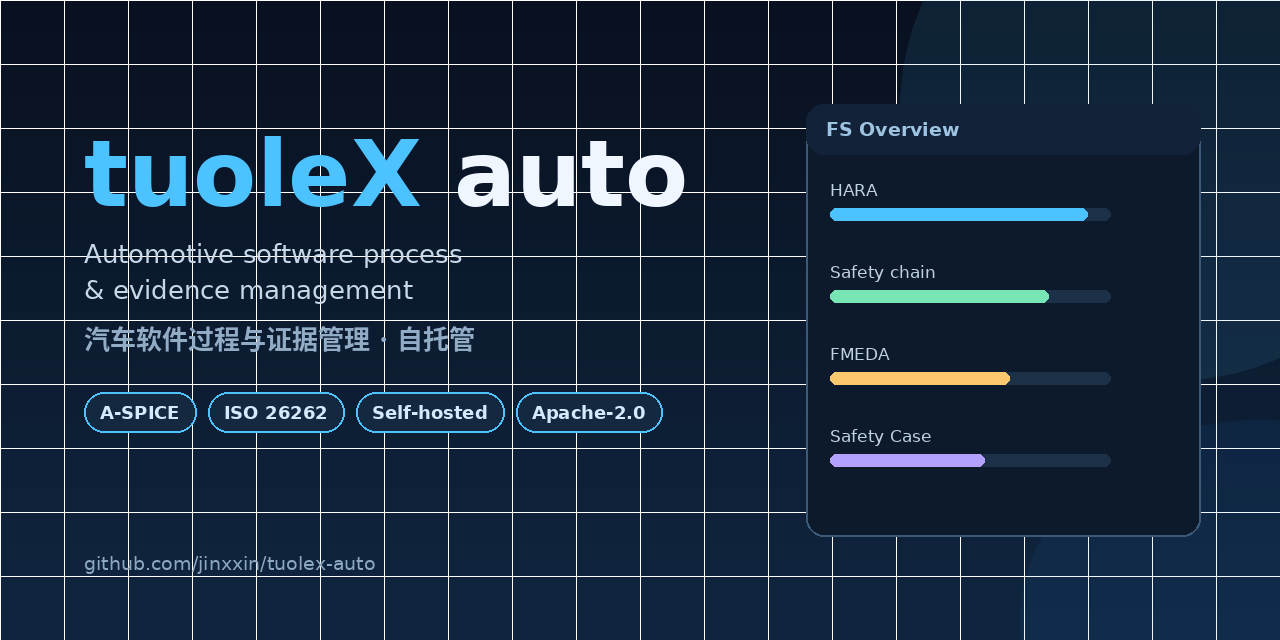 tuoleX auto
Automotive software process
& evidence management
汽车软件过程与证据管理 · 自托管
A-SPICE
ISO 26262
Self-hosted
Apache-2.0
github.com/jinxxin/tuolex-auto
FS Overview
HARA
Safety chain
FMEDA
Safety Case